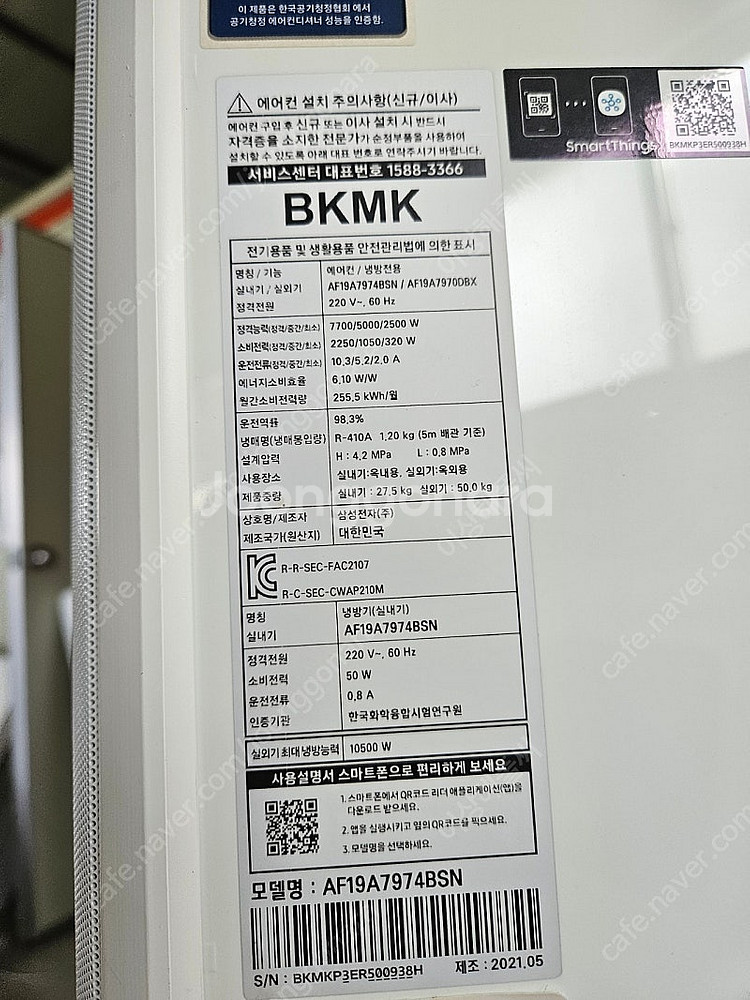 이 제품은 한국공기청정협회에서
공기청정 에어컨디셔너 성능을 인증함.
에어컨 설치 주의사항(신규/이사)
에어컨 구입 후 신규 또는 이사 설치 시 반드시
자격증을 소지한 전문가가 순정부품을 사용하여
설치할 수 있도록 아래 대표 번호로 연락주시기 바랍니다.
서비스센터 대표번호 1588-3366
BKMK
SmartThings
BKMKP3ER500938H
전기용품 및 생활용품 안전관리법에 의한 표시
명칭 / 기능 에어컨 / 냉방전용
실내기 / 실외기 AF19A7974BSN / AF19A7970DBX
정격전원 220 V~, 60 Hz
정격능력(정격/중간/최소) 7700/5000/2500 W
소비전력(정격/중간/최소) 2250/1050/320 W
운전전류(정격/중간/최소) 10.3/5.2/2.0 A
에너지소비효율 6.10 W/W
월간소비전력량 255.5 kWh/월
운전역률 98.3%
냉매명(냉매봉입량) R-410A 1.20 kg (5m 배관 기준)
설계압력 H : 4.2 MPa L : 0.8 MPa
사용장소 실내기:옥내용, 실외기:옥외용
제품중량 실내기 : 27.5 kg 실외기 : 50.0 kg
상호명/제조자 삼성전자(주)
제조국가(원산지) 대한민국
R-R-SEC-FAC2107
R-C-SEC-CWAP210M
명칭 냉방기(실내기)
실내기 AF19A7974BSN
정격전원 220 V~, 60 Hz
소비전력 50 W
운전전류 0.8 A
인증기관 한국화학융합시험연구원
실외기 최대 냉방능력 10500 W
사용설명서 스마트폰으로 편리하게 보세요
1.스마트폰에서 QR코드 리더 애플리케이션(앱)을
다운로드 받으세요.
2.앱을 실행시키고 옆의 QR코드를 찍으세요.
3.모델명을 선택하세요.
모델명 : AF19A7974BSN
S/N : BKMKP3ER500938H 제조 : 2021.05
Joonggonara
cafe.naver.com/joonggonara